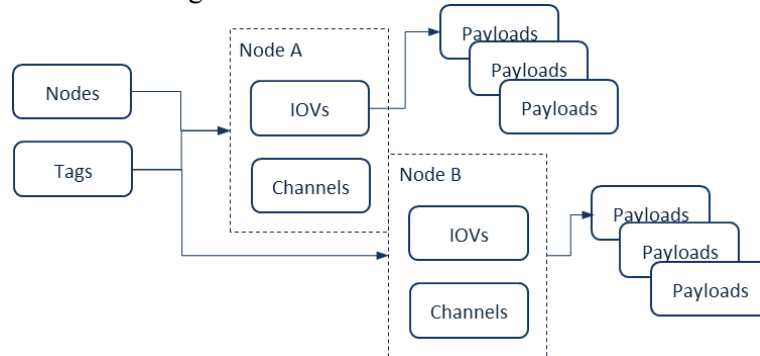 Nodes
Tags
Node A
IOVs
Channels
Payloads
Payloads
Payloads
Node B
IOVs
Channels
Payloads
Payloads
Payloads